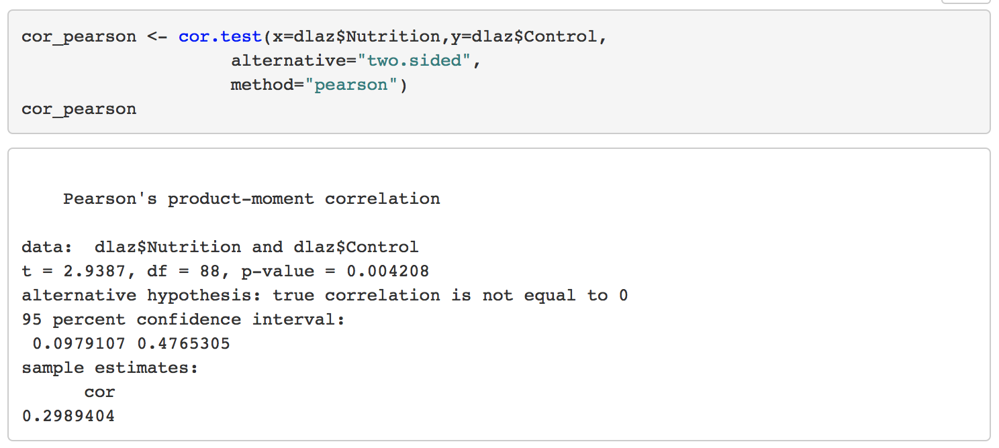 cor_pearson <- cor.test(x=dlaz$Nutrition,y=dlaz$Control,
alternative="two.sided",
method="pearson")
cor_pearson
Pearson's product-moment correlation
data:  dlaz$Nutrition and dlaz$Control
t = 2.9387, df = 88, p-value = 0.004208
alternative hypothesis: true correlation is not equal to 0
95 percent confidence interval:
0.0979107 0.4765305
sample estimates:
cor
0.2989404